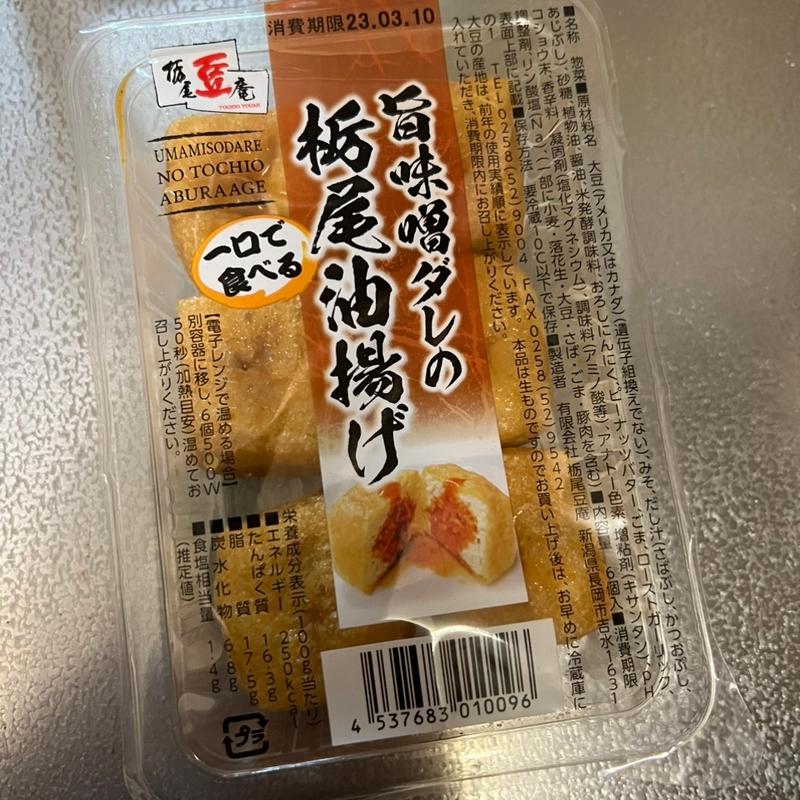 消費期限23.03.10
栃尾豆庵
TOCHIO TOUAN
UMAMISODARE
NO TOCHIO
ABURAAGE
一口で
食べる
旨味噌ダレの
栃尾油揚げ
■名称 惣菜■原材料名 大豆(アメリカ又はカナダ)(遺伝子組換えでない)、みそ、だし汁(さばぶし、かつおぶし、
あじぶし)、砂糖、植物油、醤油、米発酵調味料、おろしにんにく、ピーナッツバター、ごま、ローストガーリック、
コショウ末、香辛料/凝固剤(塩化マグネシウム)、調味料(アミノ酸等)、アナトー色素、増粘剤(キサンタン)、pH
調整剤、リン酸塩(Na)、(一部に小麦・落花生・大豆・さば・ごま・豚肉を含む)■内容量 6個入■消費期限
表面上部に記載■保存方法 要冷蔵10℃以下で保存■製造者 有限会社 栃尾豆庵 新潟県長岡市吉水1631
の1 TEL0258(52)9004 FAX0258(52)9542
大豆の産地は、前年の使用実績順に表示しています。 本品は生ものですのでお買い上げ後は、お早めに冷蔵庫に
入れていただき、消費期限内にお召し上がりください。
【電子レンジで温める場合】
別容器に移し、6個500W
50秒(加熱目安)温めてお
召し上がりください。
栄養成分表示(100g当たり)
■エネルギー 250kcal
■たんぱく質 16.3g
■脂質 17.5g
■炭水化物 6.8g
■食塩相当量 1.4g
(推定値)
プラ
4 537683 010096